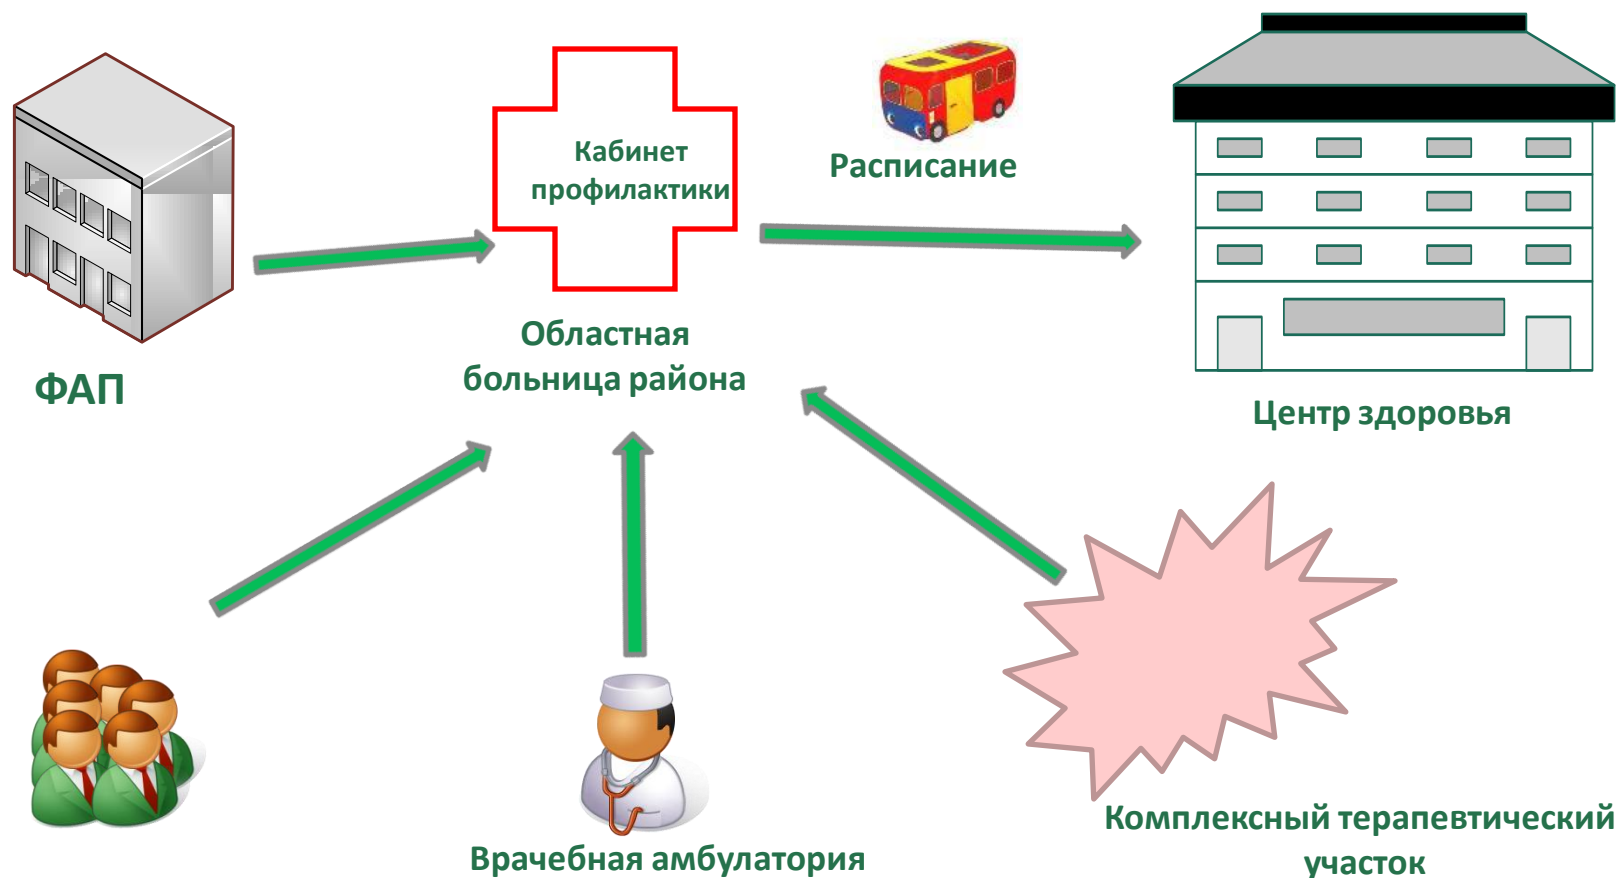 Кабинет
профилактики
Расписание
Областная
больница района
ФАП
Центр здоровья
Врачебная амбулатория
Комплексный терапевтический
участок